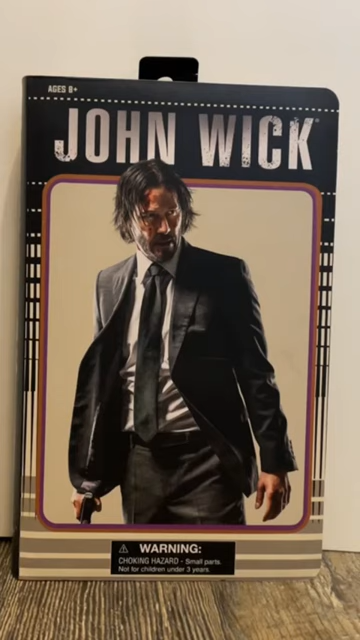 AGES 8+
JOHN WICK
⚠ WARNING:
CHOKING HAZARD - Small parts.
Not for children under 3 years.